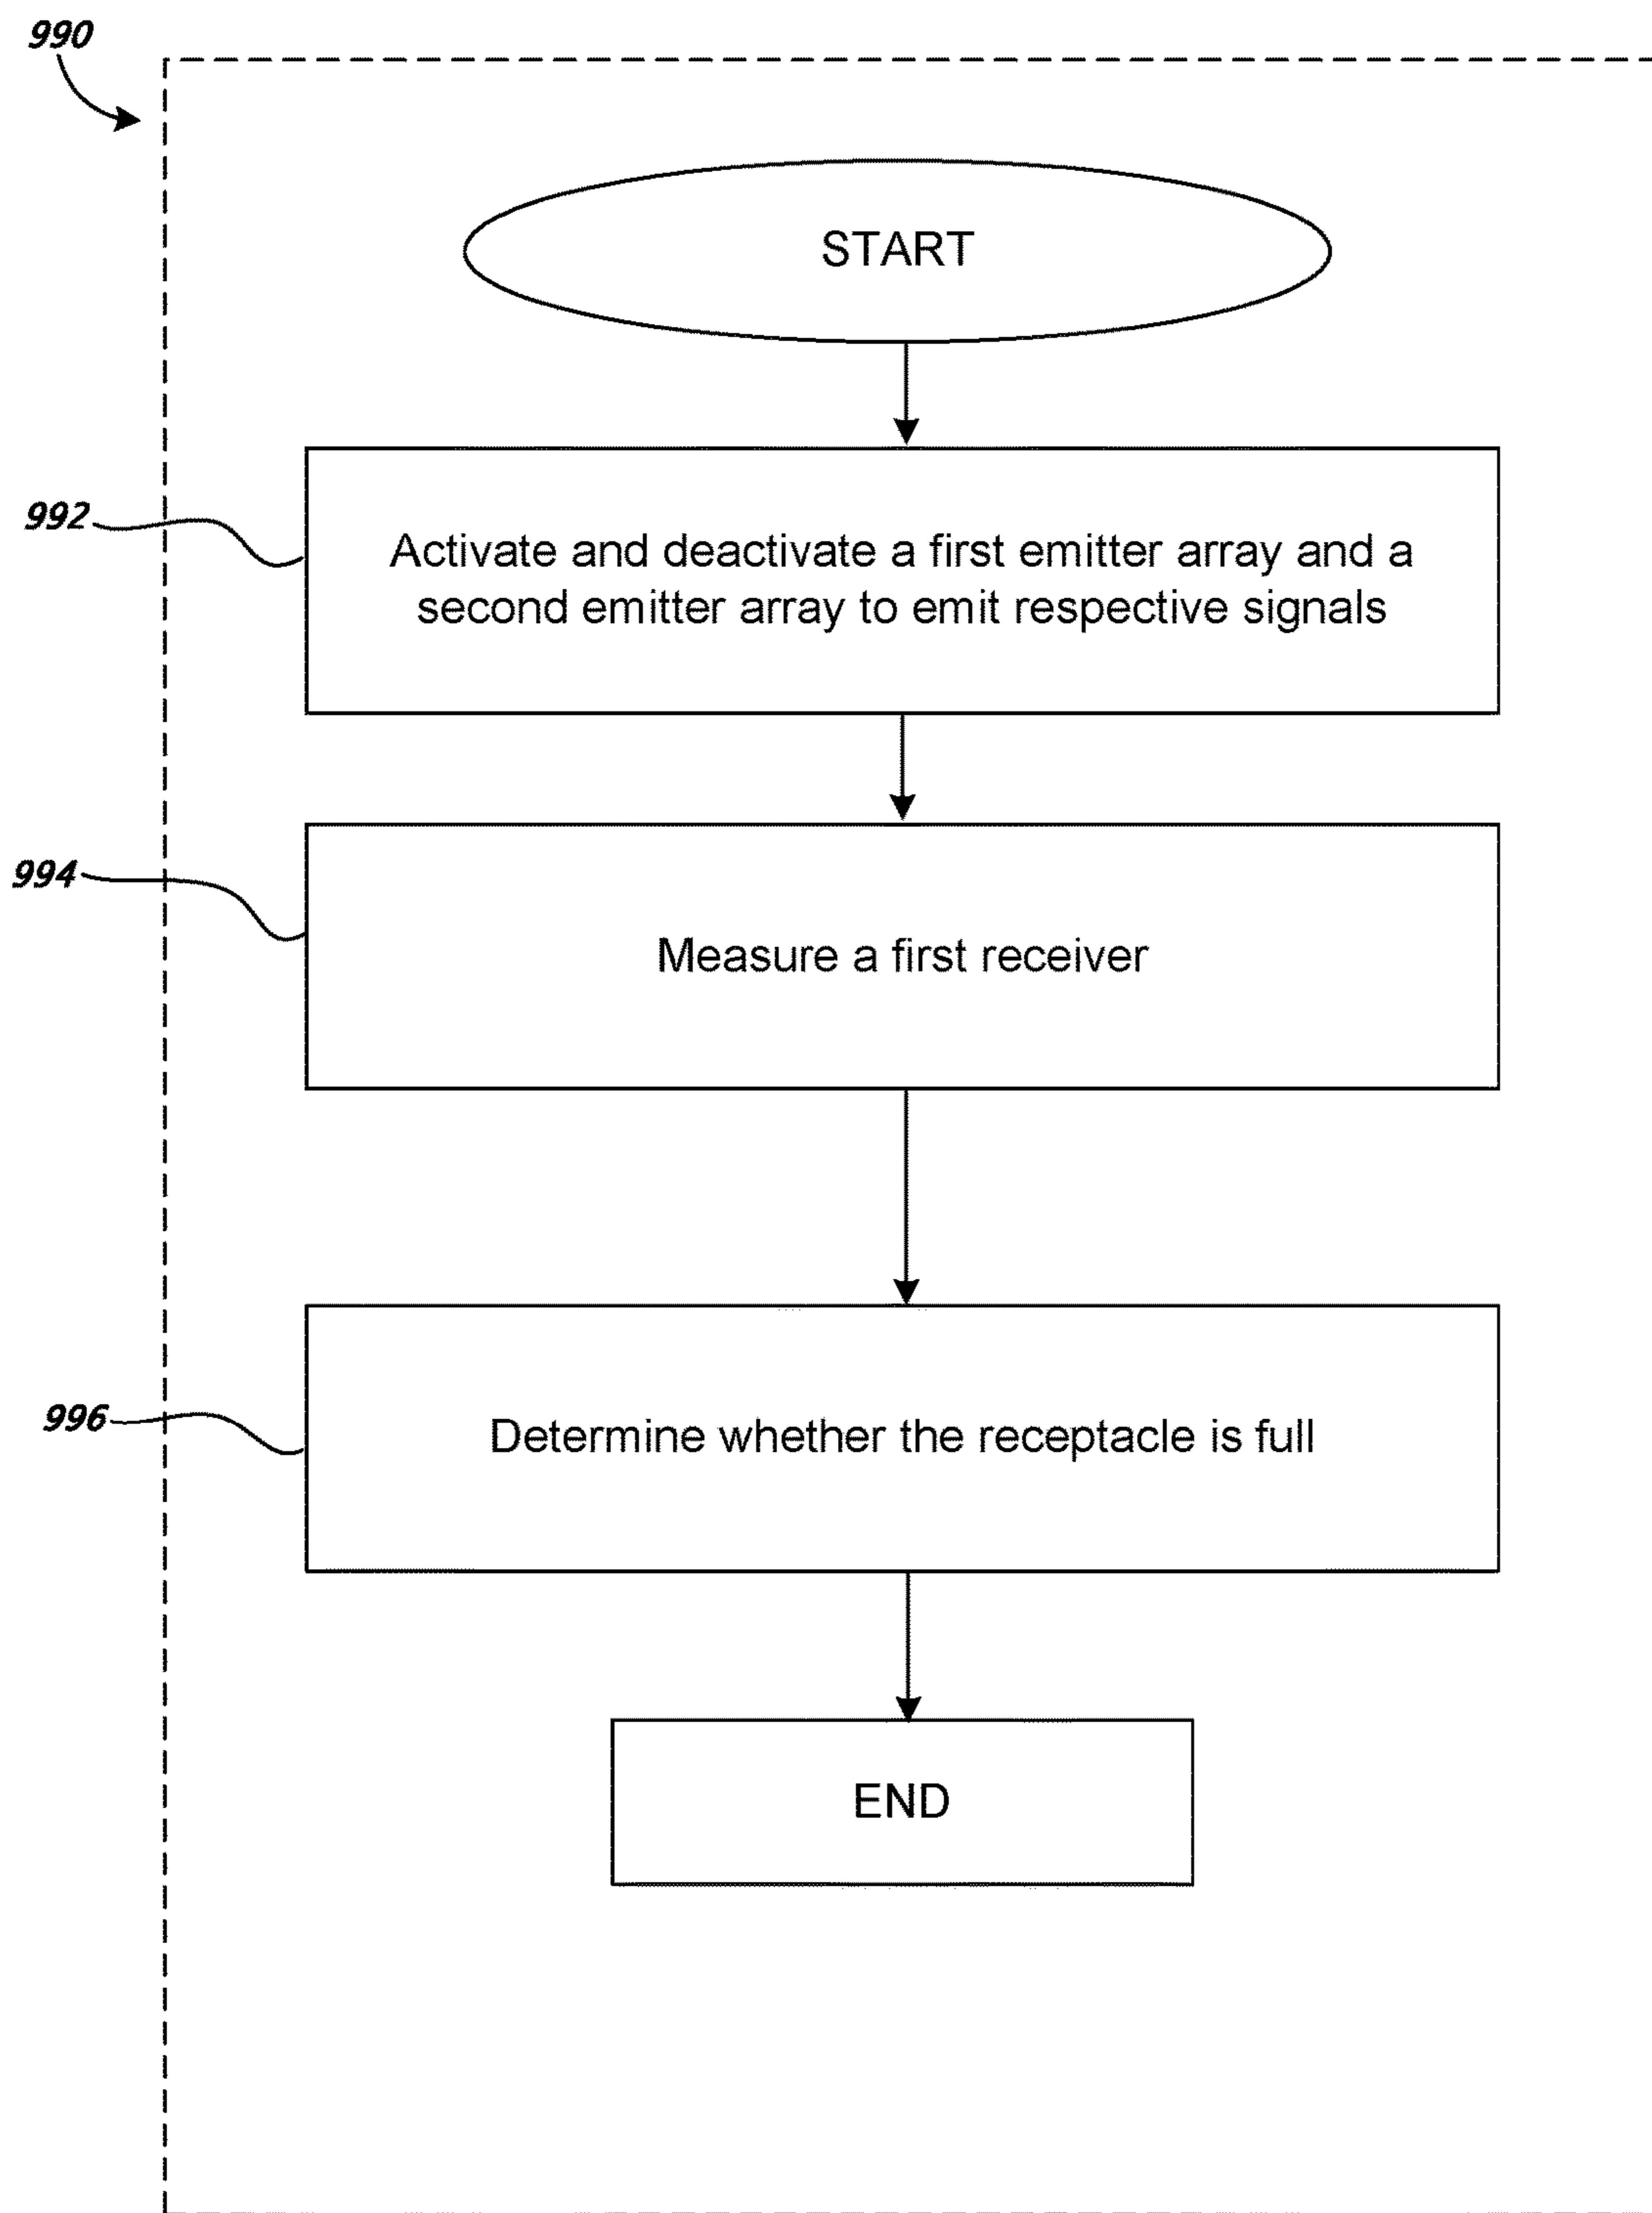 990
START
992
Activate and deactivate a first emitter array and a
second emitter array to emit respective signals
994
Measure a first receiver
996
Determine whether the receptacle is full
END